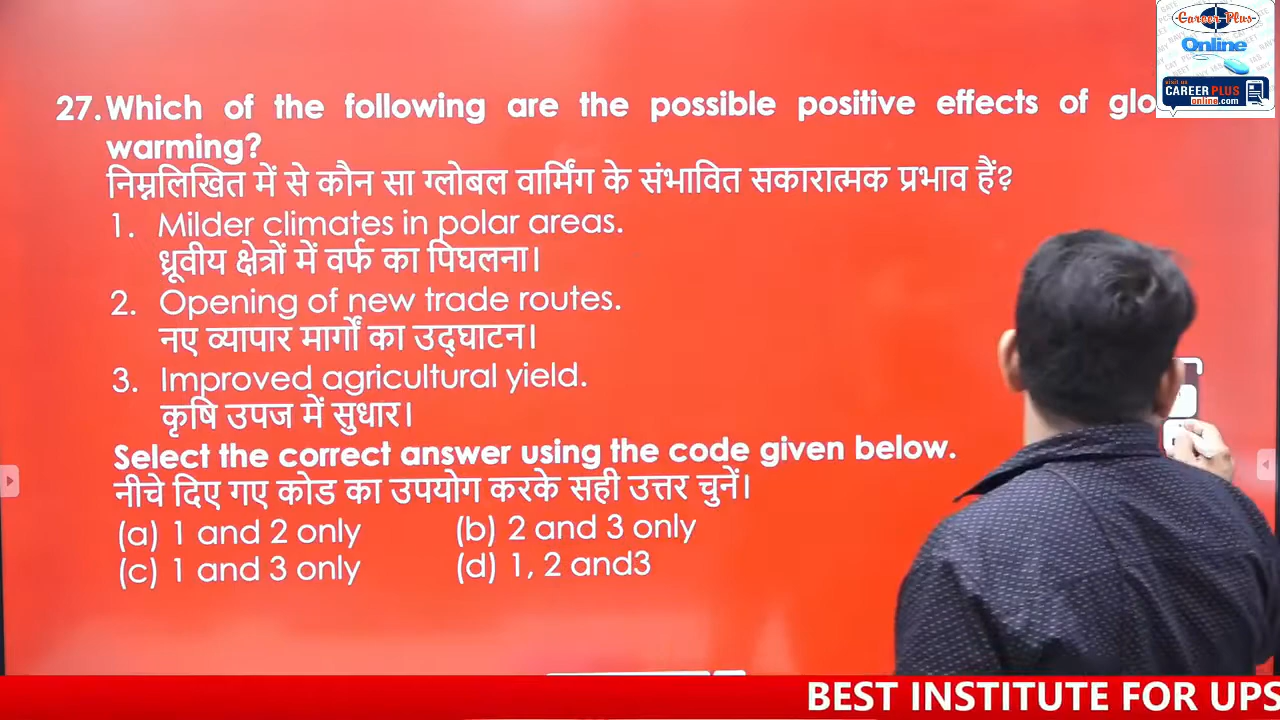 Career Plus
Online
visit us
CAREER PLUS
online.com
27. Which of the following are the possible positive effects of
warming?
निम्नलिखित में से कौन सा ग्लोबल वार्मिंग के संभावित सकारात्मक प्रभाव हैं?
1. Milder climates in polar areas.
ध्रूवीय क्षेत्रों में वर्फ का पिघलना।
2. Opening of new trade routes.
नए व्यापार मार्गों का उद्घाटन।
3. Improved agricultural yield.
कृषि उपज में सुधार।
Select the correct answer using the code given below.
नीचे दिए गए कोड का उपयोग करके सही उत्तर चुनें।
(a) 1 and 2 only (b) 2 and 3 only
(c) 1 and 3 only (d) 1, 2 and3
BEST INSTITUTE FOR UPS